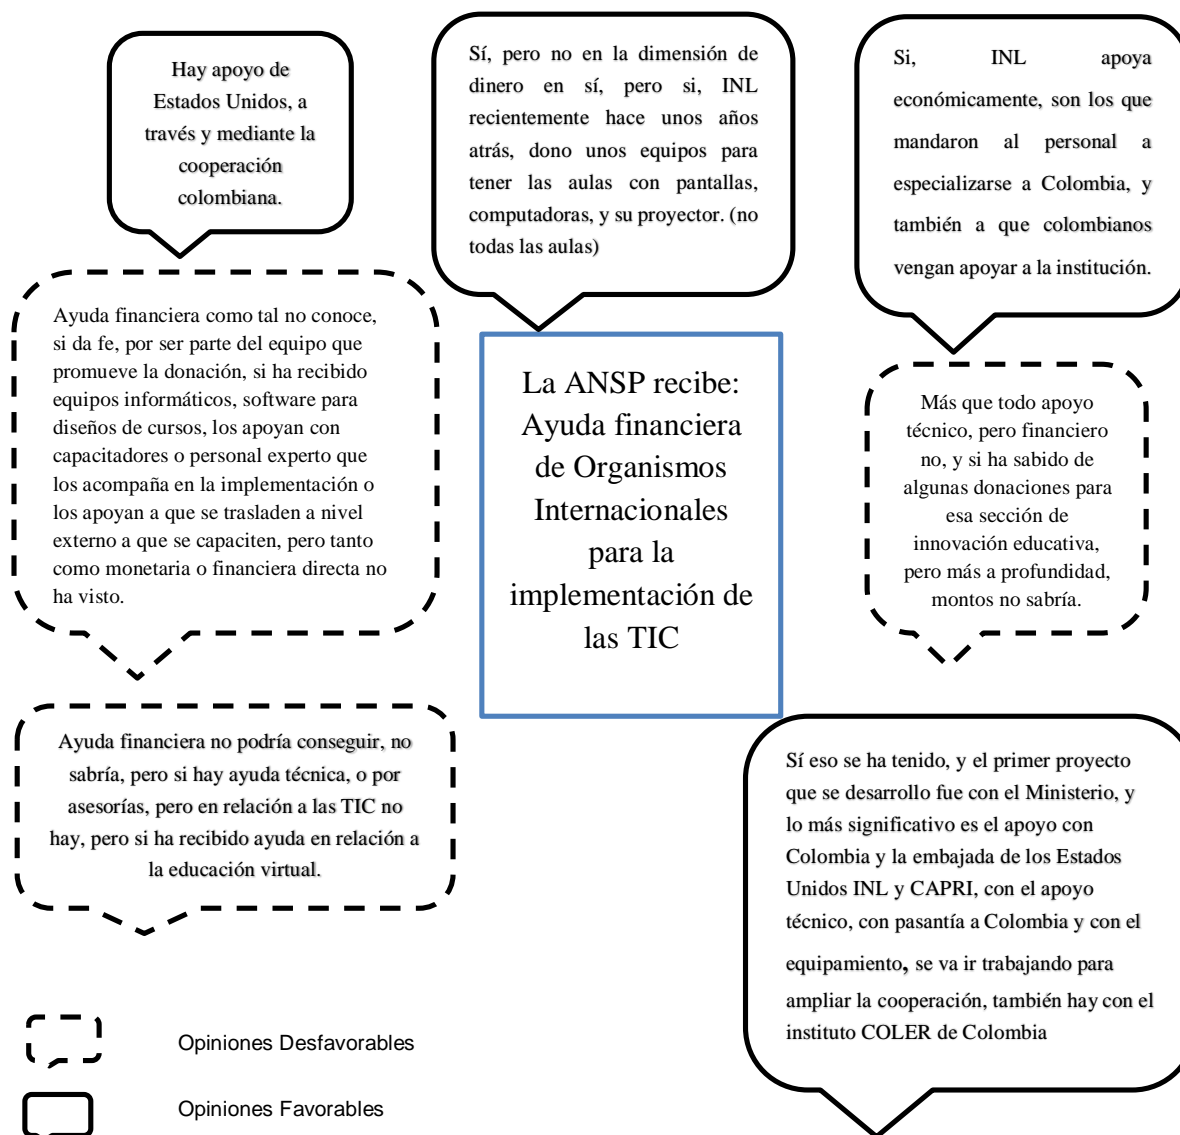 Hay apoyo de
Estados Unidos, a
través y mediante la
cooperación
colombiana.
Sí, pero no en la dimensión de
dinero en sí, pero si, INL
recientemente hace unos años
atrás, dono unos equipos para
tener las aulas con pantallas,
computadoras, y su proyector. (no
todas las aulas)
Si, INL apoya
económicamente, son los que
mandaron al personal a
especializarse a Colombia, y
también a que colombianos
vengan apoyar a la institución.
Ayuda financiera como tal no conoce,
si da fe, por ser parte del equipo que
promueve la donación, si ha recibido
equipos informáticos, software para
diseños de cursos, los apoyan con
capacitadores o personal experto que
los acompaña en la implementación o
los apoyan a que se trasladen a nivel
externo a que se capaciten, pero tanto
como monetaria o financiera directa no
ha visto.
La ANSP recibe:
Ayuda financiera
de Organismos
Internacionales
para la
implementación de
las TIC
Más que todo apoyo
técnico, pero financiero
no, y si ha sabido de
algunas donaciones para
esa sección de
innovación educativa,
pero más a profundidad,
montos no sabría.
Ayuda financiera no podría conseguir, no
sabría, pero si hay ayuda técnica, o por
asesorías, pero en relación a las TIC no
hay, pero si ha recibido ayuda en relación a
la educación virtual.
Sí eso se ha tenido, y el primer proyecto
que se desarrollo fue con el Ministerio, y
lo más significativo es el apoyo con
Colombia y la embajada de los Estados
Unidos INL y CAPRI, con el apoyo
técnico, con pasantía a Colombia y con el
equipamiento, se va ir trabajando para
ampliar la cooperación, también hay con el
instituto COLER de Colombia
Opiniones Desfavorables
Opiniones Favorables